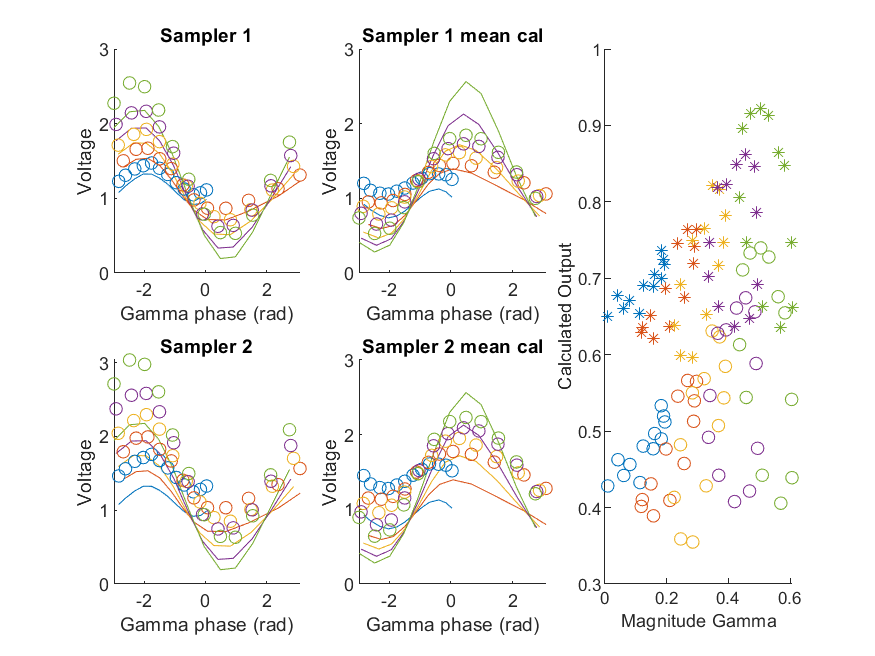 Sampler 1
3
2
1
0
-2
0
2
Voltage
Gamma phase (rad)
Sampler 1 mean cal
3
2
1
0
-2
0
2
Voltage
Gamma phase (rad)
Sampler 2
3
2
1
0
-2
0
2
Voltage
Gamma phase (rad)
Sampler 2 mean cal
3
2
1
0
-2
0
2
Voltage
Gamma phase (rad)
1
0.9
0.8
0.7
0.6
0.5
0.4
0.3
0
0.2
0.4
0.6
Calculated Output
Magnitude Gamma